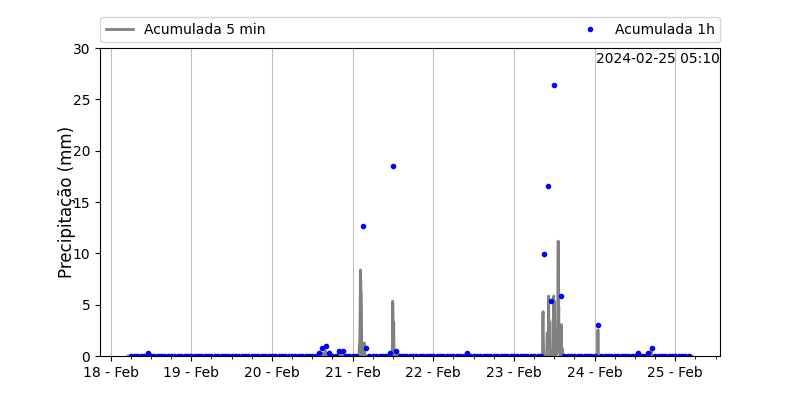 Acumulada 5 min
Acumulada 1h
2024-02-25 05:10
Precipitação (mm)
30
25
20
15
10
5
0
18 - Feb
19 - Feb
20 - Feb
21 - Feb
22 - Feb
23 - Feb
24 - Feb
25 - Feb